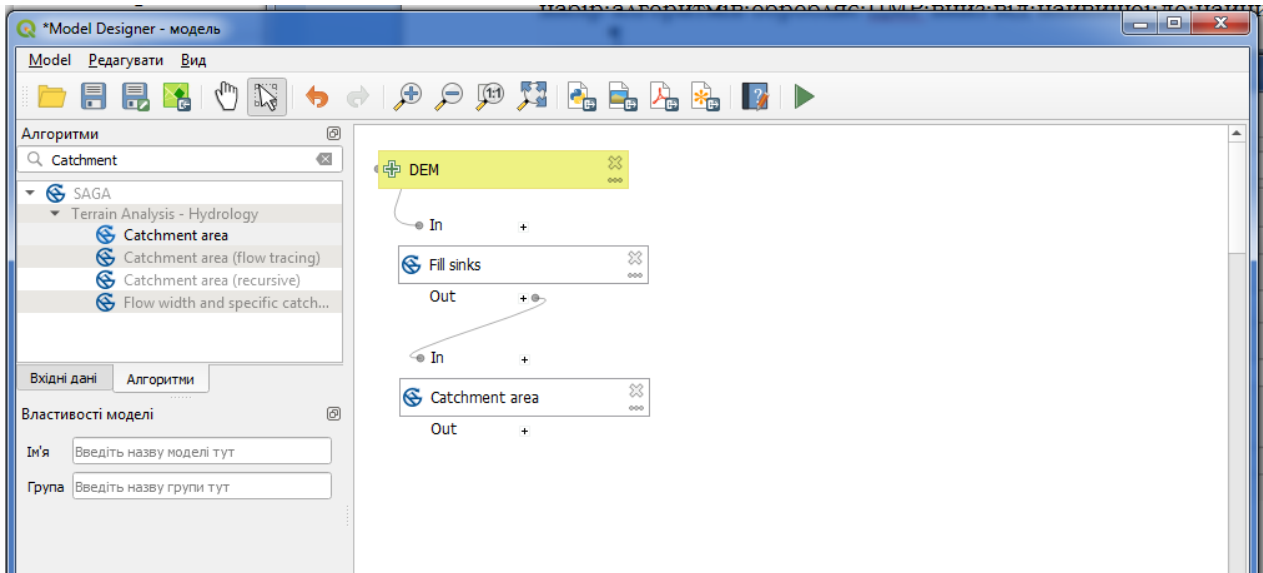 *Model Designer - модель
Model Редагувати Вид
Алгоритми
Catchment
SAGA
Terrain Analysis - Hydrology
Catchment area
Catchment area (flow tracing)
Catchment area (recursive)
Flow width and specific catch...
Вхідні дані Алгоритми
Властивості моделі
Ім'я Введіть назву моделі тут
Група Введіть назву групи тут
DEM
In +
Fill sinks
Out +
In +
Catchment area
Out +